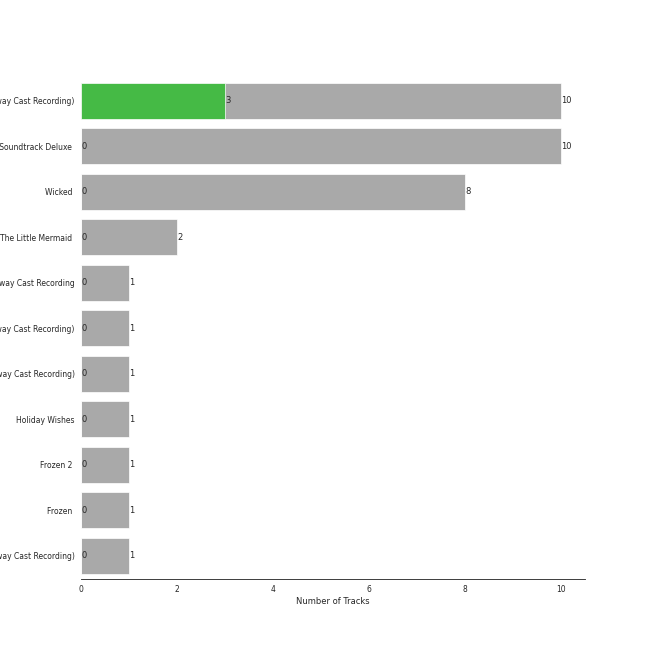 way Cast Recording) 3 10
Soundtrack Deluxe 0 10
Wicked 0 8
The Little Mermaid 0 2
way Cast Recording 0 1
way Cast Recording) 0 1
way Cast Recording) 0 1
Holiday Wishes 0 1
Frozen 2 0 1
Frozen 0 1
way Cast Recording) 0 1
0 2 4 6 8 10
Number of Tracks